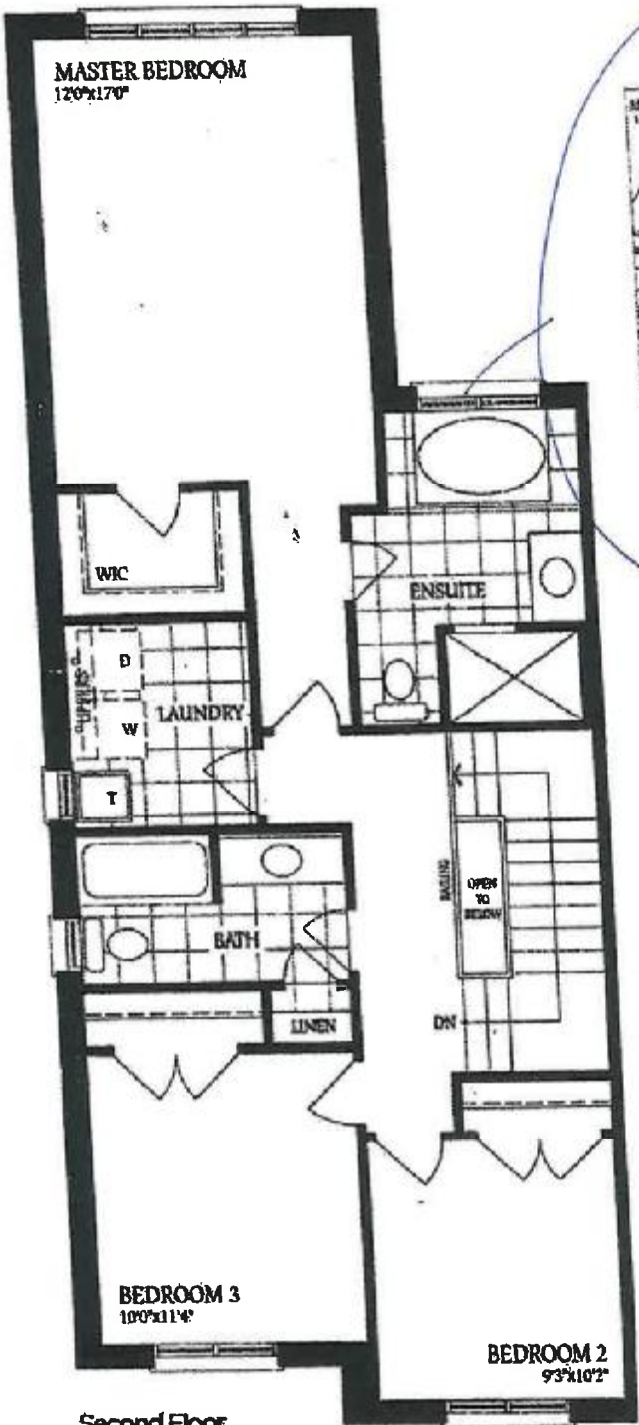 MASTER BEDROOM
12'0"x17'0"
WIC
ENSUITE
D
"UPPERS"
W
LAUNDRY
T
RAILING
OPEN
TO
BELOW
BATH
LINEN
DN
BEDROOM 3
10'0"x11'4"
BEDROOM 2
9'3"x10'2"
Second Floor